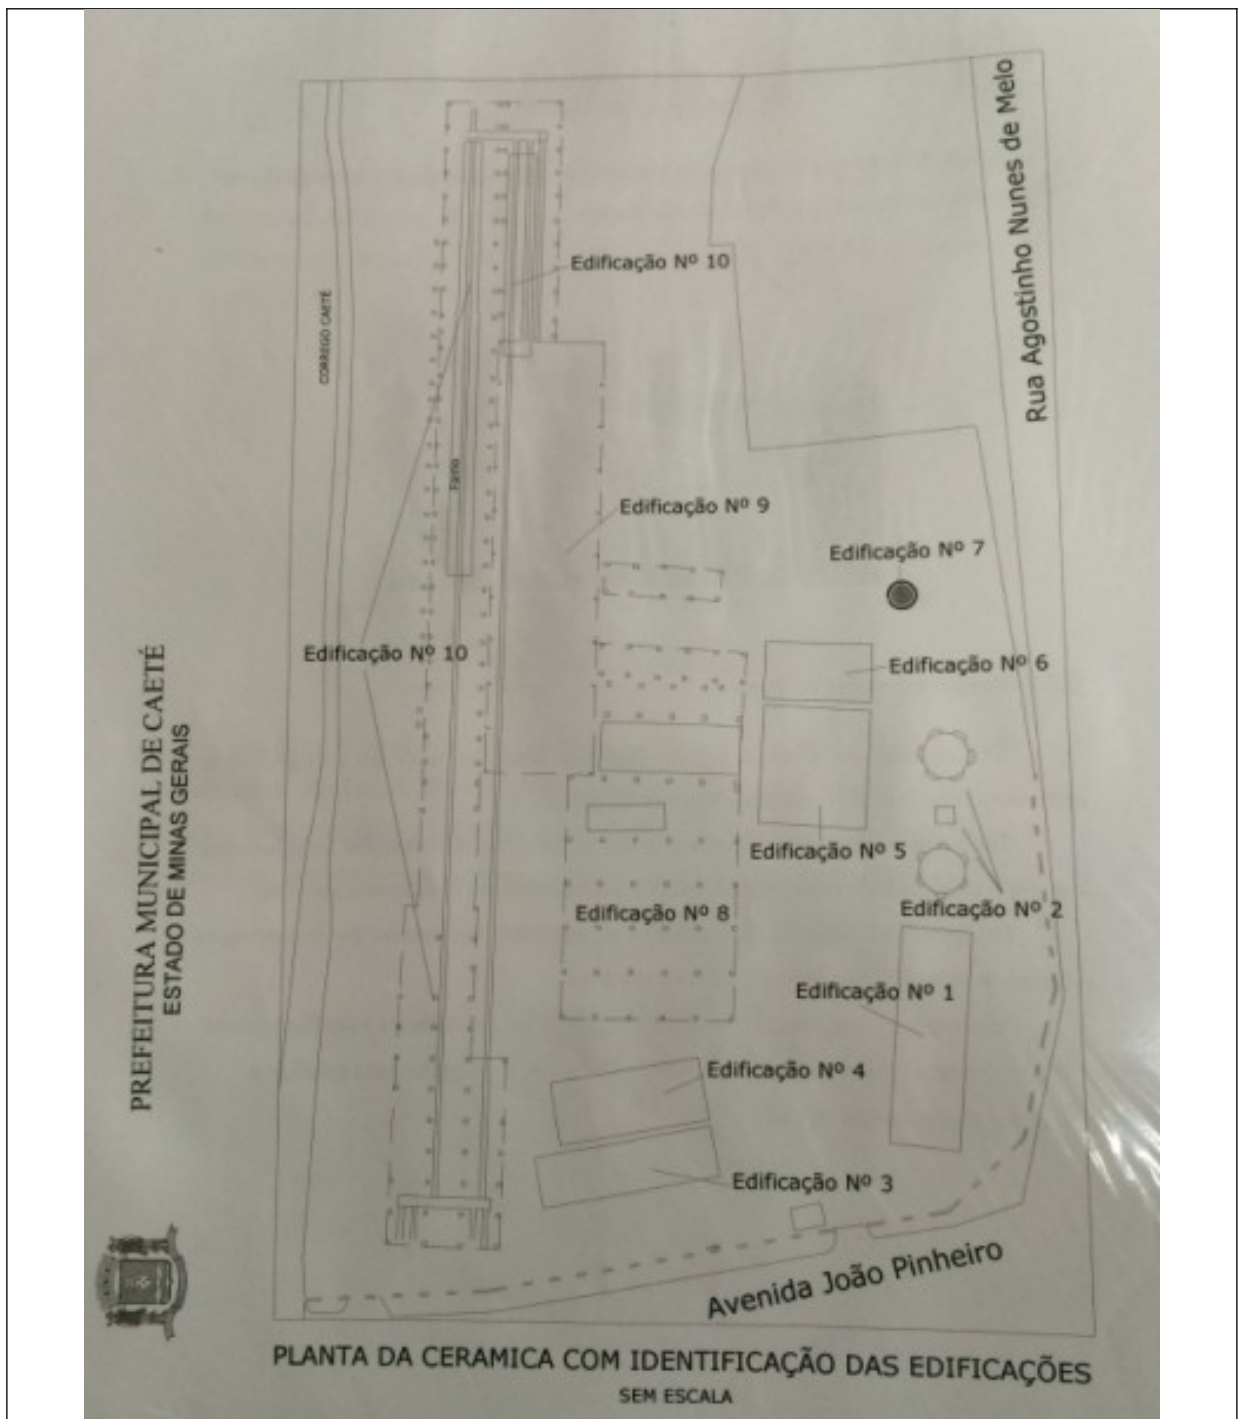 Rua Agostinho Nunes de Melo
Edificação Nº 10
CORREGO CAETÉ
Forno
Edificação Nº 9
Edificação Nº 7
Edificação Nº 10
Edificação Nº 6
PREFEITURA MUNICIPAL DE CAETÉ
ESTADO DE MINAS GERAIS
Edificação Nº 5
Edificação Nº 2
Edificação Nº 8
Edificação Nº 1
Edificação Nº 4
Edificação Nº 3
Avenida João Pinheiro
PLANTA DA CERAMICA COM IDENTIFICAÇÃO DAS EDIFICAÇÕES
SEM ESCALA